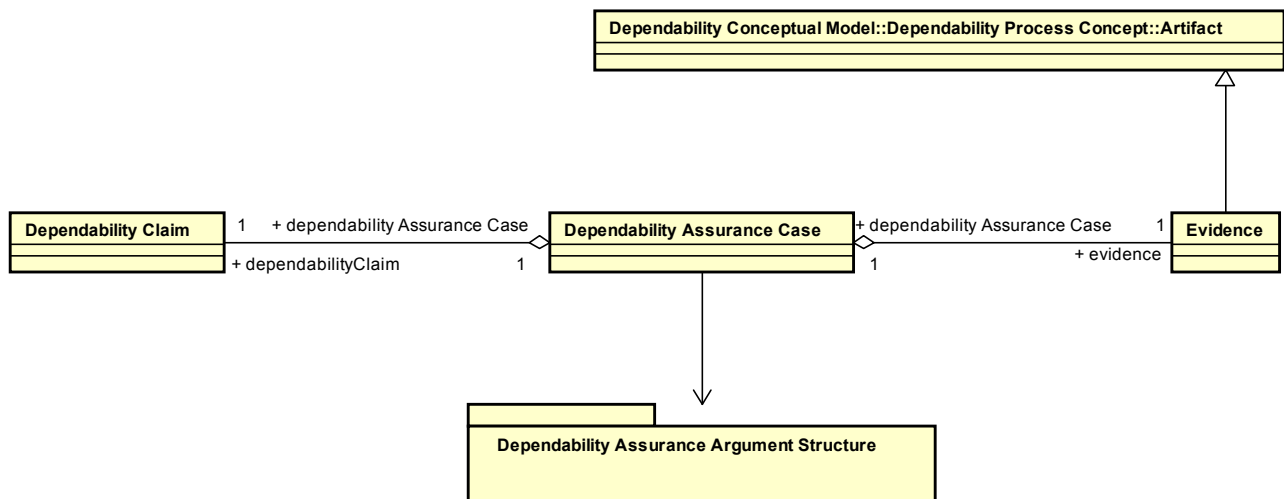 Dependability Conceptual Model::Dependability Process Concept::Artifact
Dependability Claim
1
+ dependability Assurance Case
+ dependabilityClaim
1
Dependability Assurance Case
+ dependability Assurance Case
1
1
+ evidence
Evidence
Dependability Assurance Argument Structure